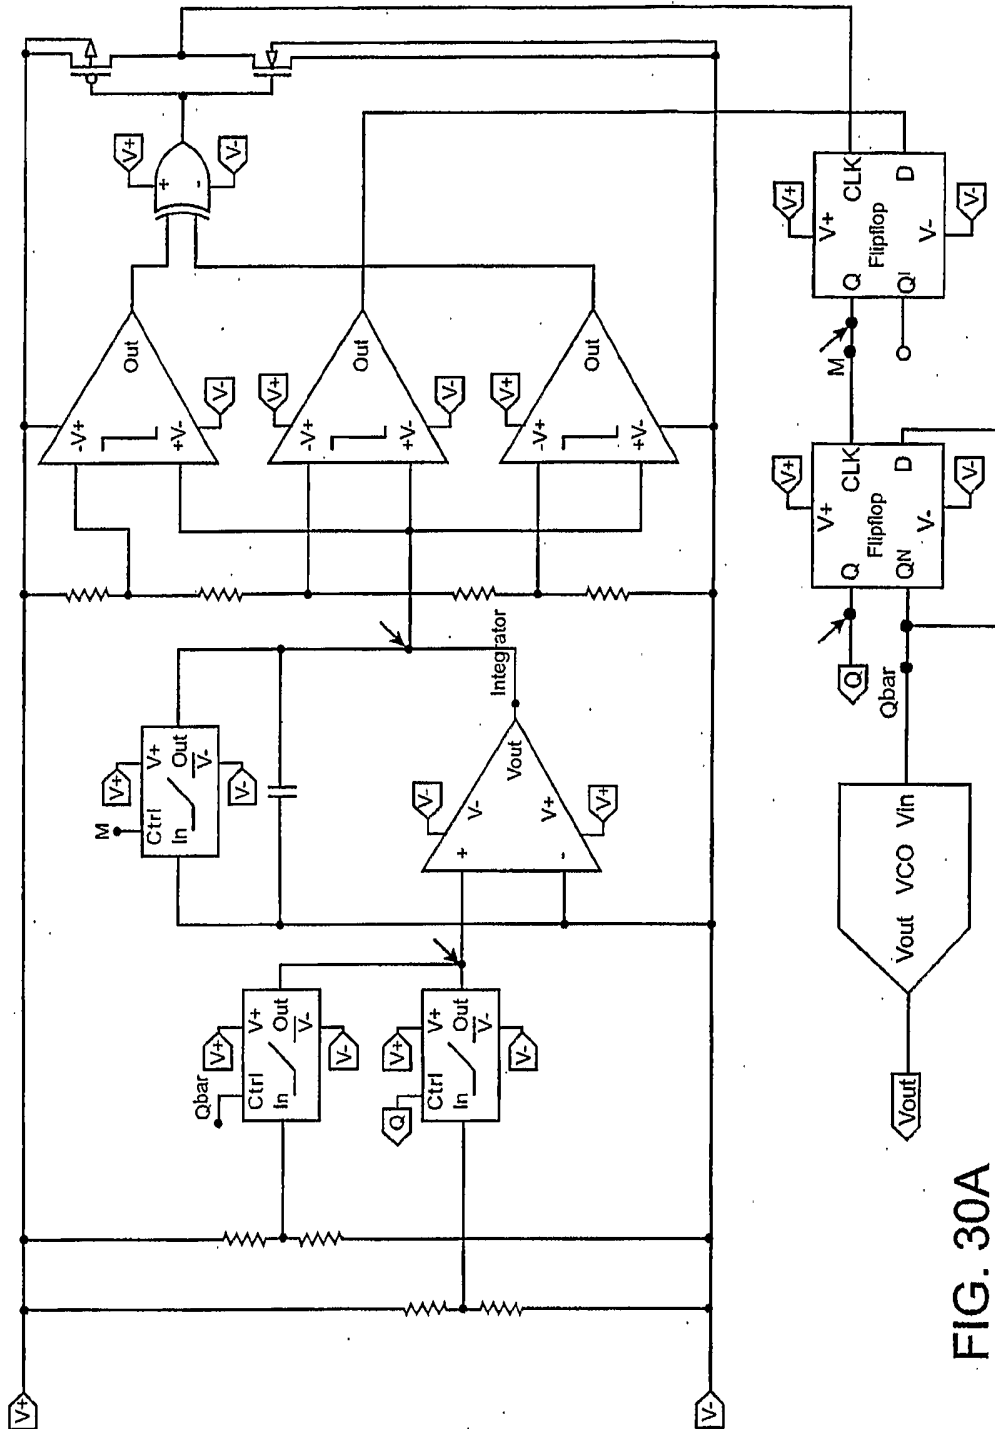 V+
V-
Qbar
Ctrl
V+
V+
In
Out
V-
V-
Q
Ctrl
V+
V+
In
Out
V-
V-
M
Ctrl
V+
V+
In
Out
V-
V-
+
V-
V-
Vout
-
V+
V+
Integrator
-V+
+V-
Out
V-
V+
-V+
+V-
Out
V-
V+
-V+
+V-
Out
V+
+
-
V-
Vout
Vout
VCO
Vin
Qbar
Q
Q
V+
V+
CLK
Flipflop
QN
V-
D
V-
M
Q
V+
V+
CLK
Flipflop
QI
V-
D
V-
FIG. 30A